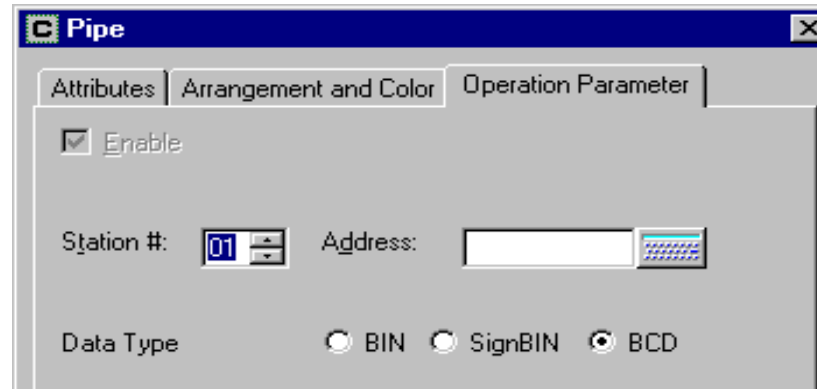 C Pipe
Attributes Arrangement and Color Operation Parameter
Enable
Station #: 01 Address:
Data Type BIN SignBIN BCD